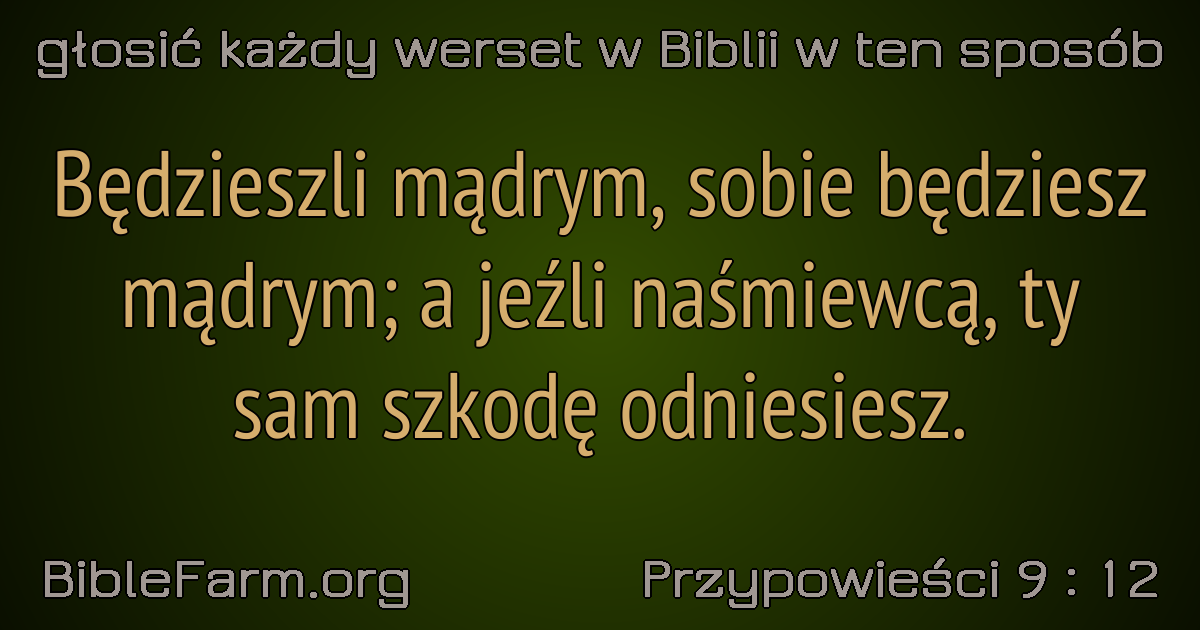 głosić każdy werset w Biblii w ten sposób
Będzieszli mądrym, sobie będziesz
mądrym; a jeźli naśmiewcą, ty
sam szkodę odniesiesz.
BibleFarm.org
Przypowieści 9 : 12